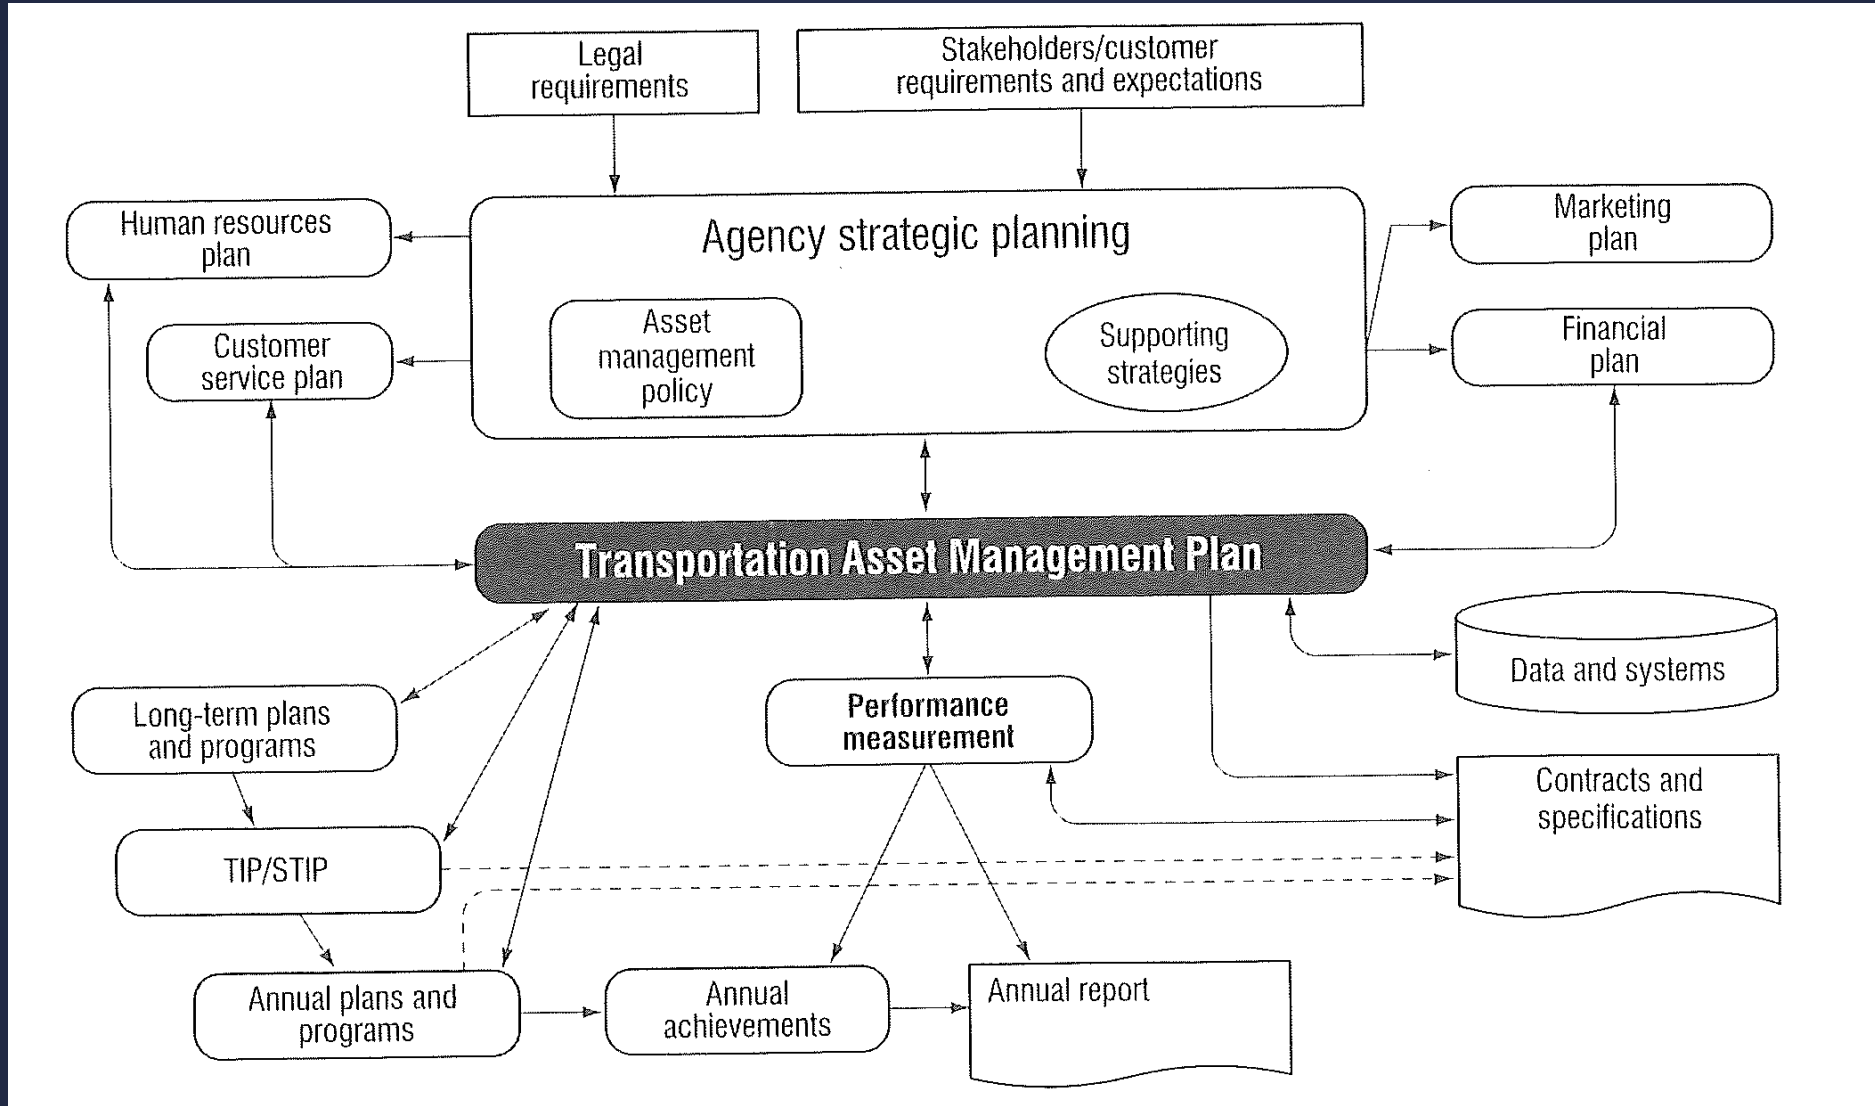 Legal
requirements
Stakeholders/customer
requirements and expectations
Human resources
plan
Agency strategic planning
Marketing
plan
Customer
service plan
Asset
management
policy
Supporting
strategies
Financial
plan
Transportation Asset Management Plan
Data and systems
Long-term plans
and programs
Performance
measurement
Contracts and
specifications
TIP/STIP
Annual plans and
programs
Annual
achievements
Annual report